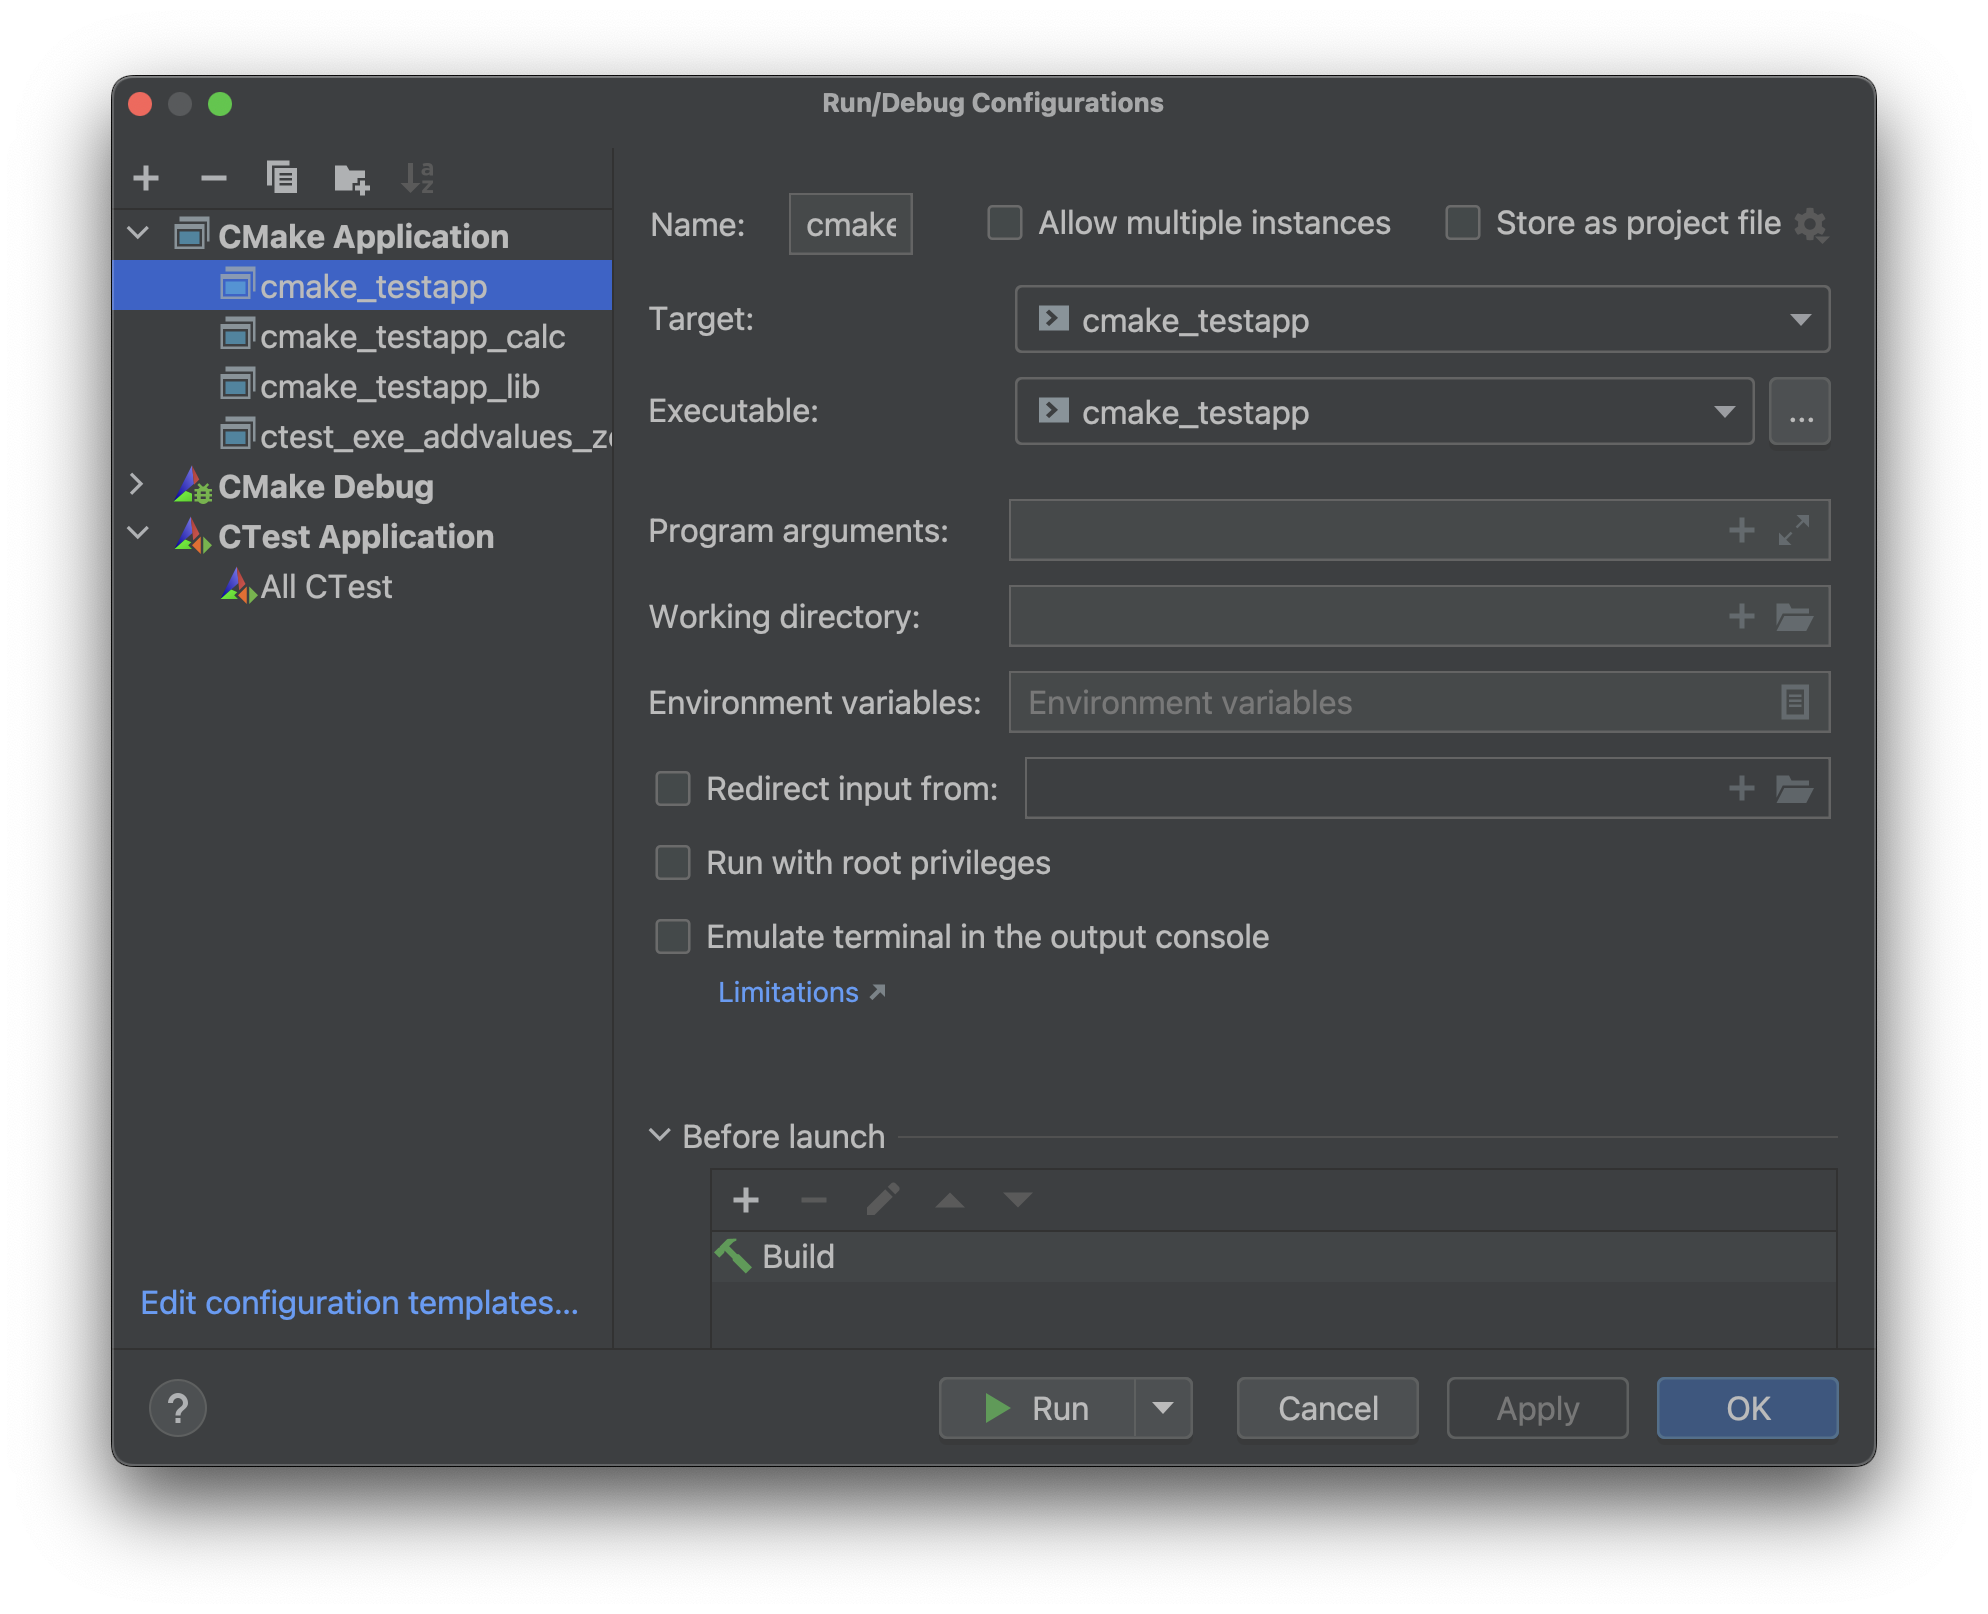 Run/Debug Configurations
CMake Application
cmake_testapp
cmake_testapp_calc
cmake_testapp_lib
ctest_exe_addvalues_z
CMake Debug
CTest Application
All CTest
Edit configuration templates...
Name: cmake Allow multiple instances Store as project file
Target: cmake_testapp
Executable: cmake_testapp ...
Program arguments:
Working directory:
Environment variables: Environment variables
Redirect input from:
Run with root privileges
Emulate terminal in the output console
Limitations
Before launch
Build
? Run Cancel Apply OK